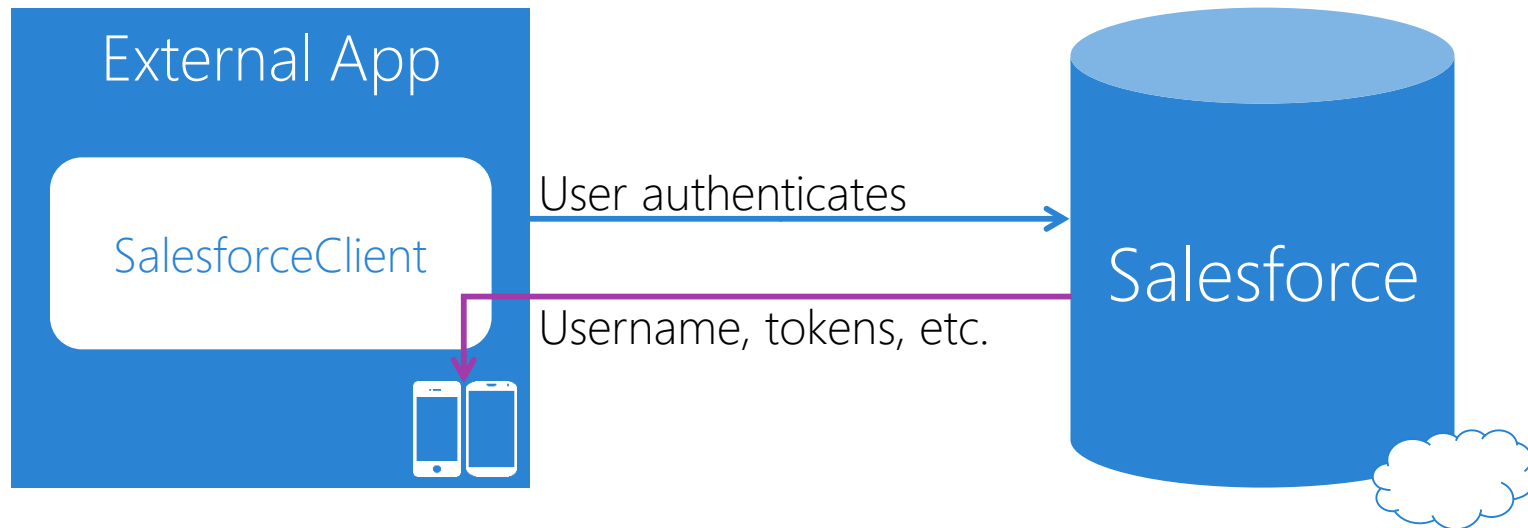 External App
SalesforceClient
User authenticates
Username, tokens, etc.
Salesforce